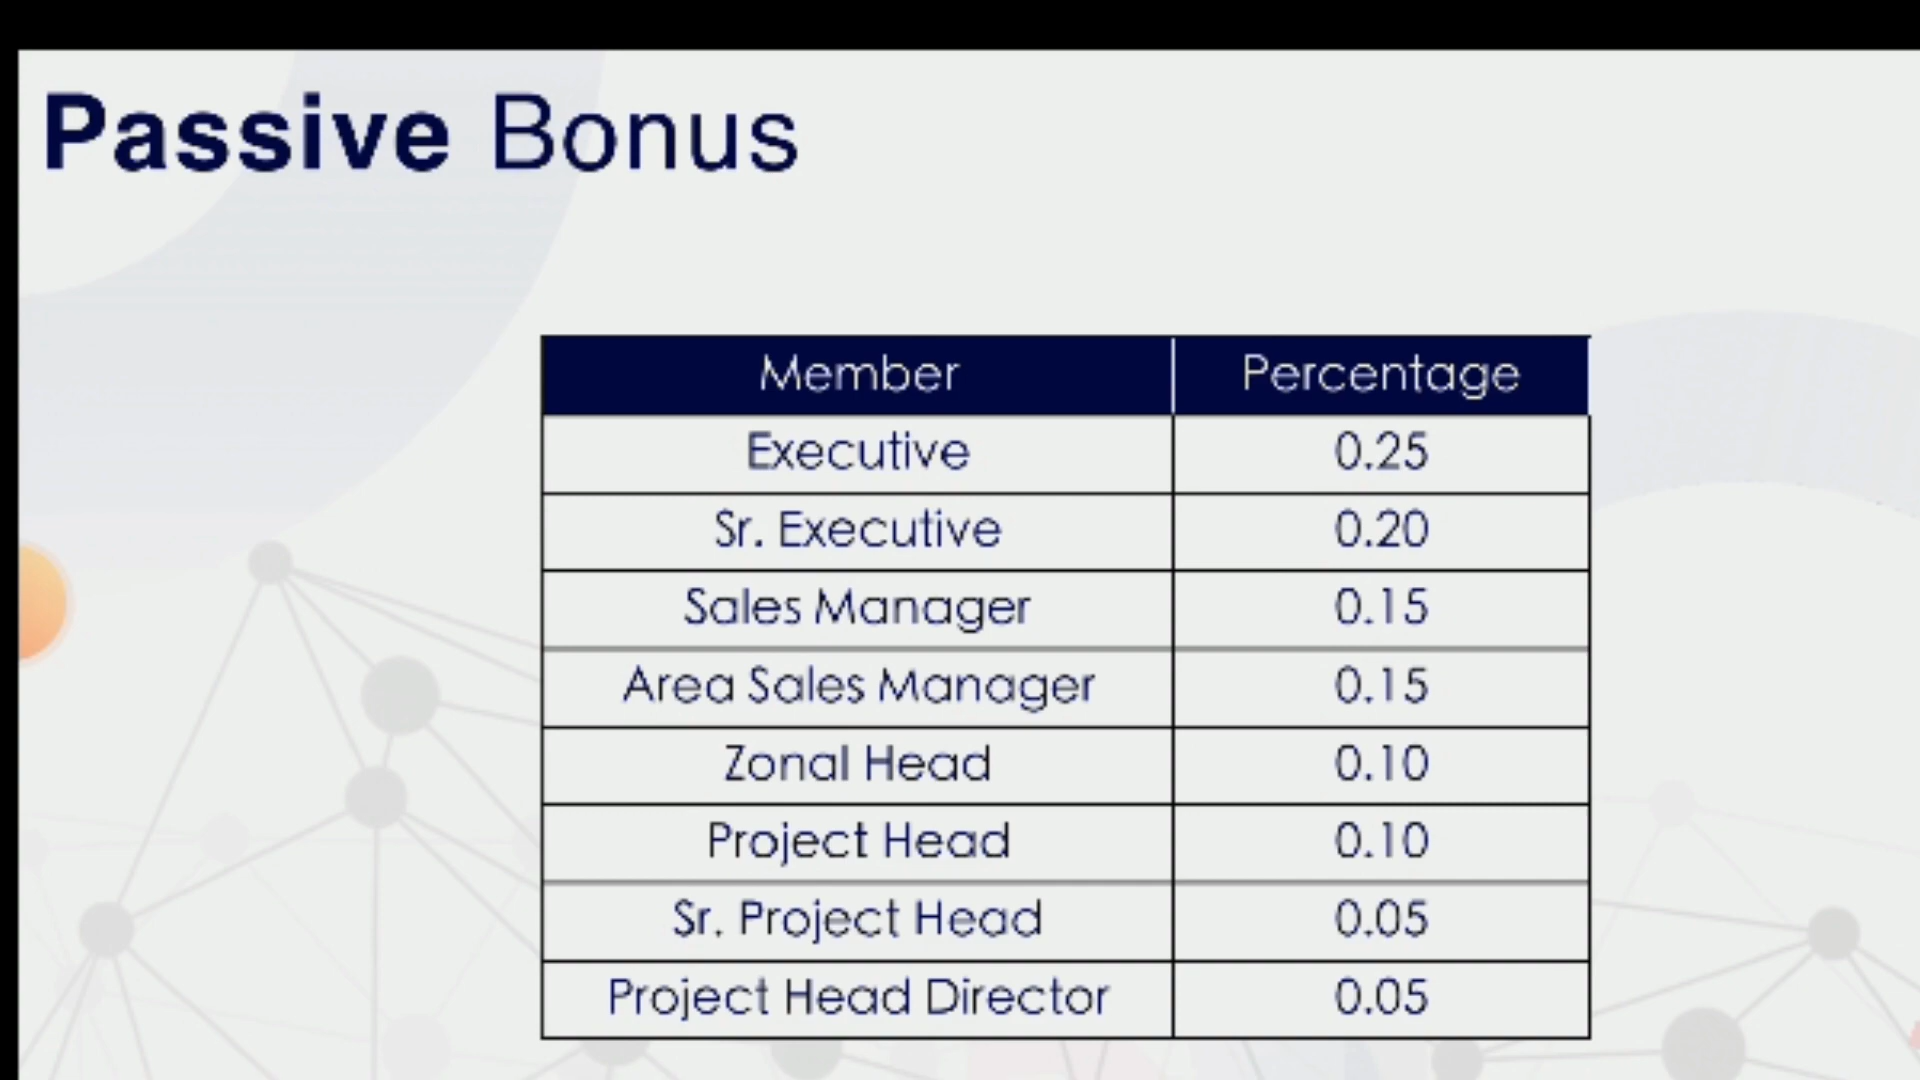 Passive Bonus
Member Percentage
Executive 0.25
Sr. Executive 0.20
Sales Manager 0.15
Area Sales Manager 0.15
Zonal Head 0.10
Project Head 0.10
Sr. Project Head 0.05
Project Head Director 0.05